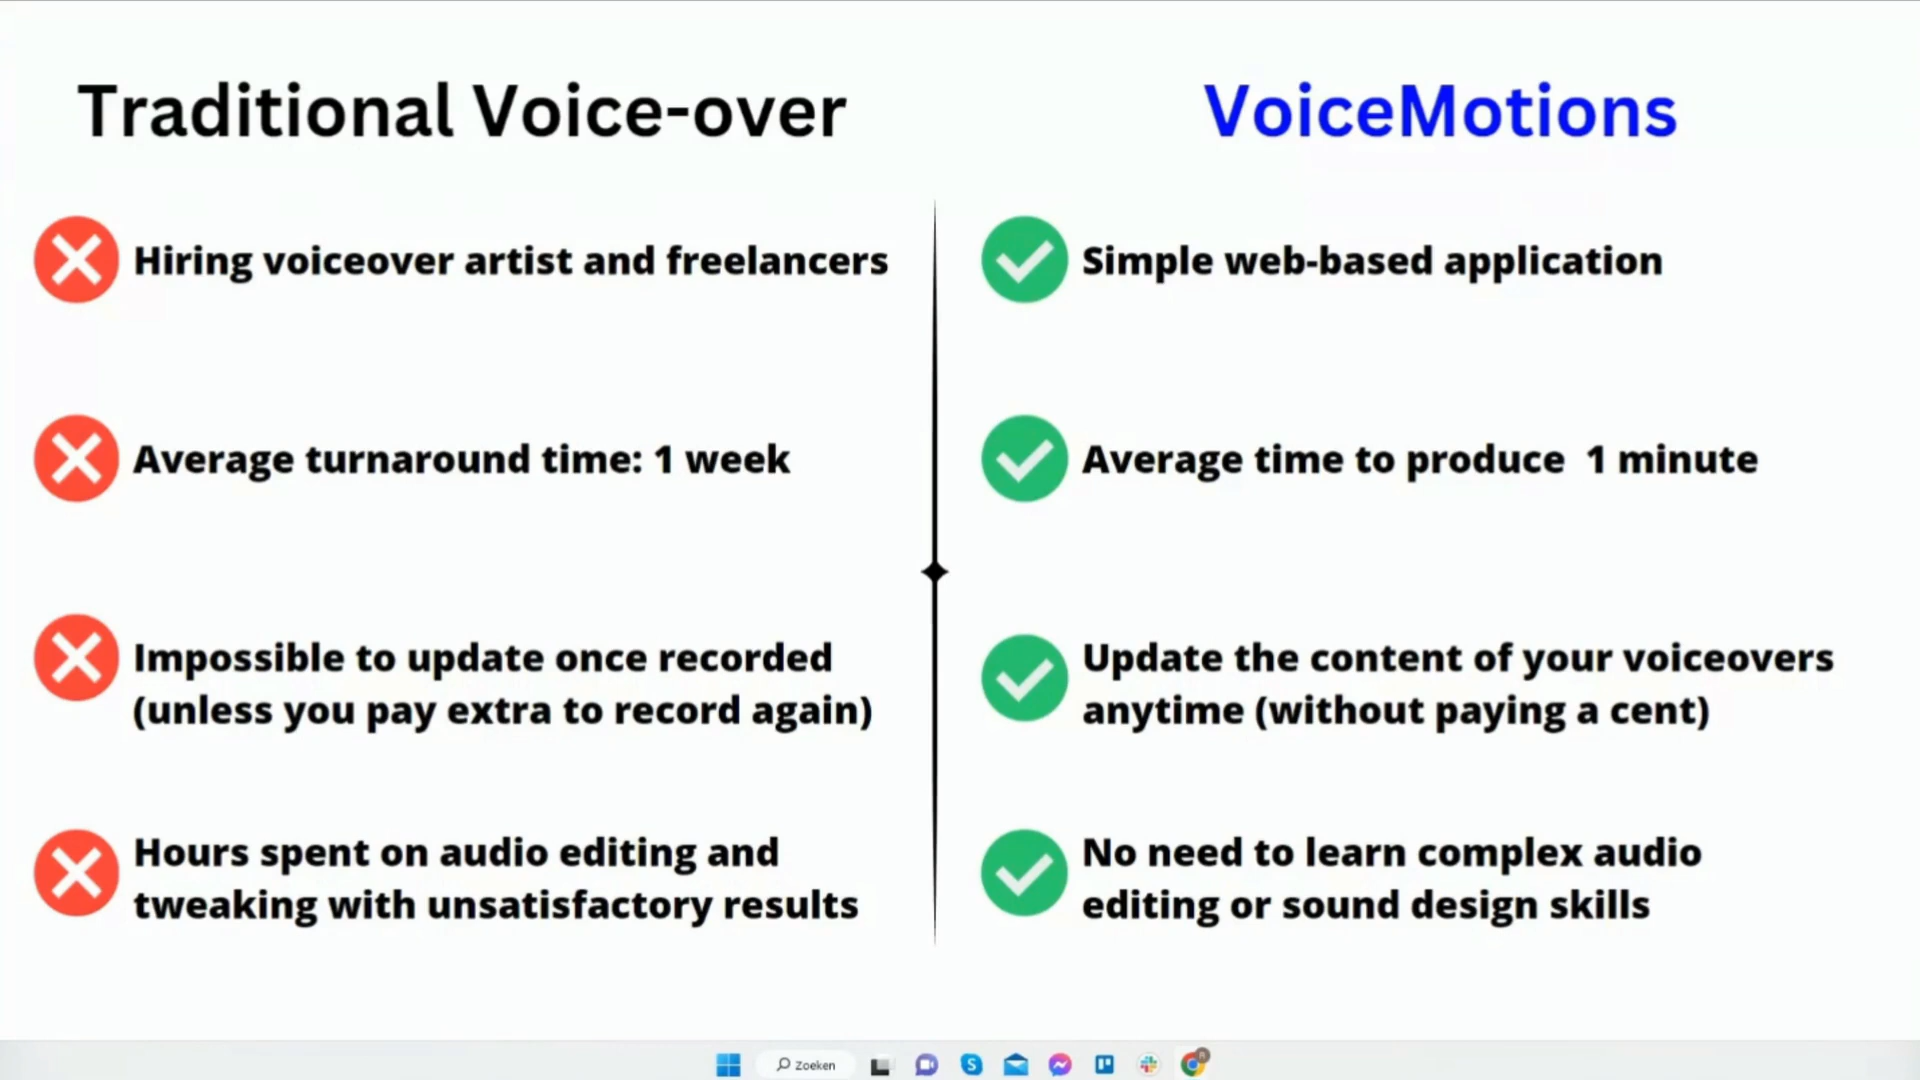 Traditional Voice-over
Hiring voiceover artist and freelancers
Average turnaround time: 1 week
Impossible to update once recorded
(unless you pay extra to record again)
Hours spent on audio editing and
tweaking with unsatisfactory results
VoiceMotions
Simple web-based application
Average time to produce  1 minute
Update the content of your voiceovers
anytime (without paying a cent)
No need to learn complex audio
editing or sound design skills
Zoeken